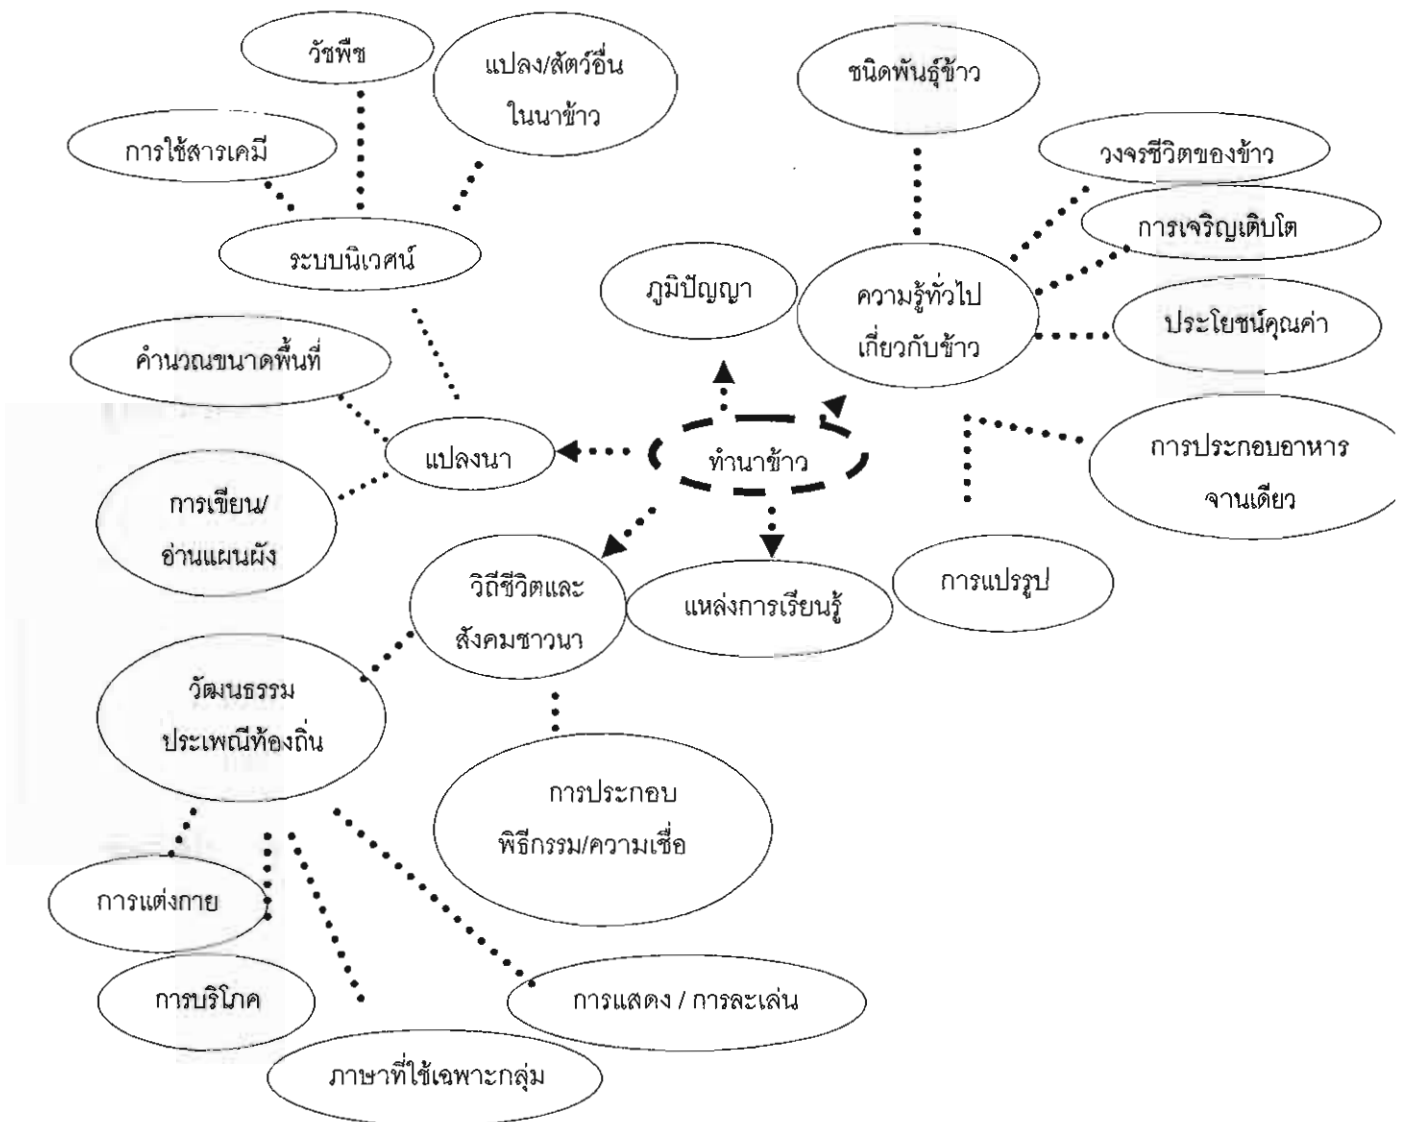 วัชพืช
แปลง/สัตว์อื่น
ในนาข้าว
ชนิดพันธุ์ข้าว
การใช้สารเคมี
วงจรชีวิตของข้าว
การเจริญเติบโต
ระบบนิเวศน์
ภูมิปัญญา
ความรู้ทั่วไป
เกี่ยวกับข้าว
ประโยชน์คุณค่า
คำนวณขนาดพื้นที่
แปลงนา
ทำนาข้าว
การประกอบอาหาร
จานเดียว
การเขียน/
อ่านแผนผัง
วิถีชีวิตและ
สังคมชาวนา
แหล่งการเรียนรู้
การแปรรูป
วัฒนธรรม
ประเพณีท้องถิ่น
การประกอบ
พิธีกรรม/ความเชื่อ
การแต่งกาย
การบริโภค
การแสดง / การละเล่น
ภาษาที่ใช้เฉพาะกลุ่ม